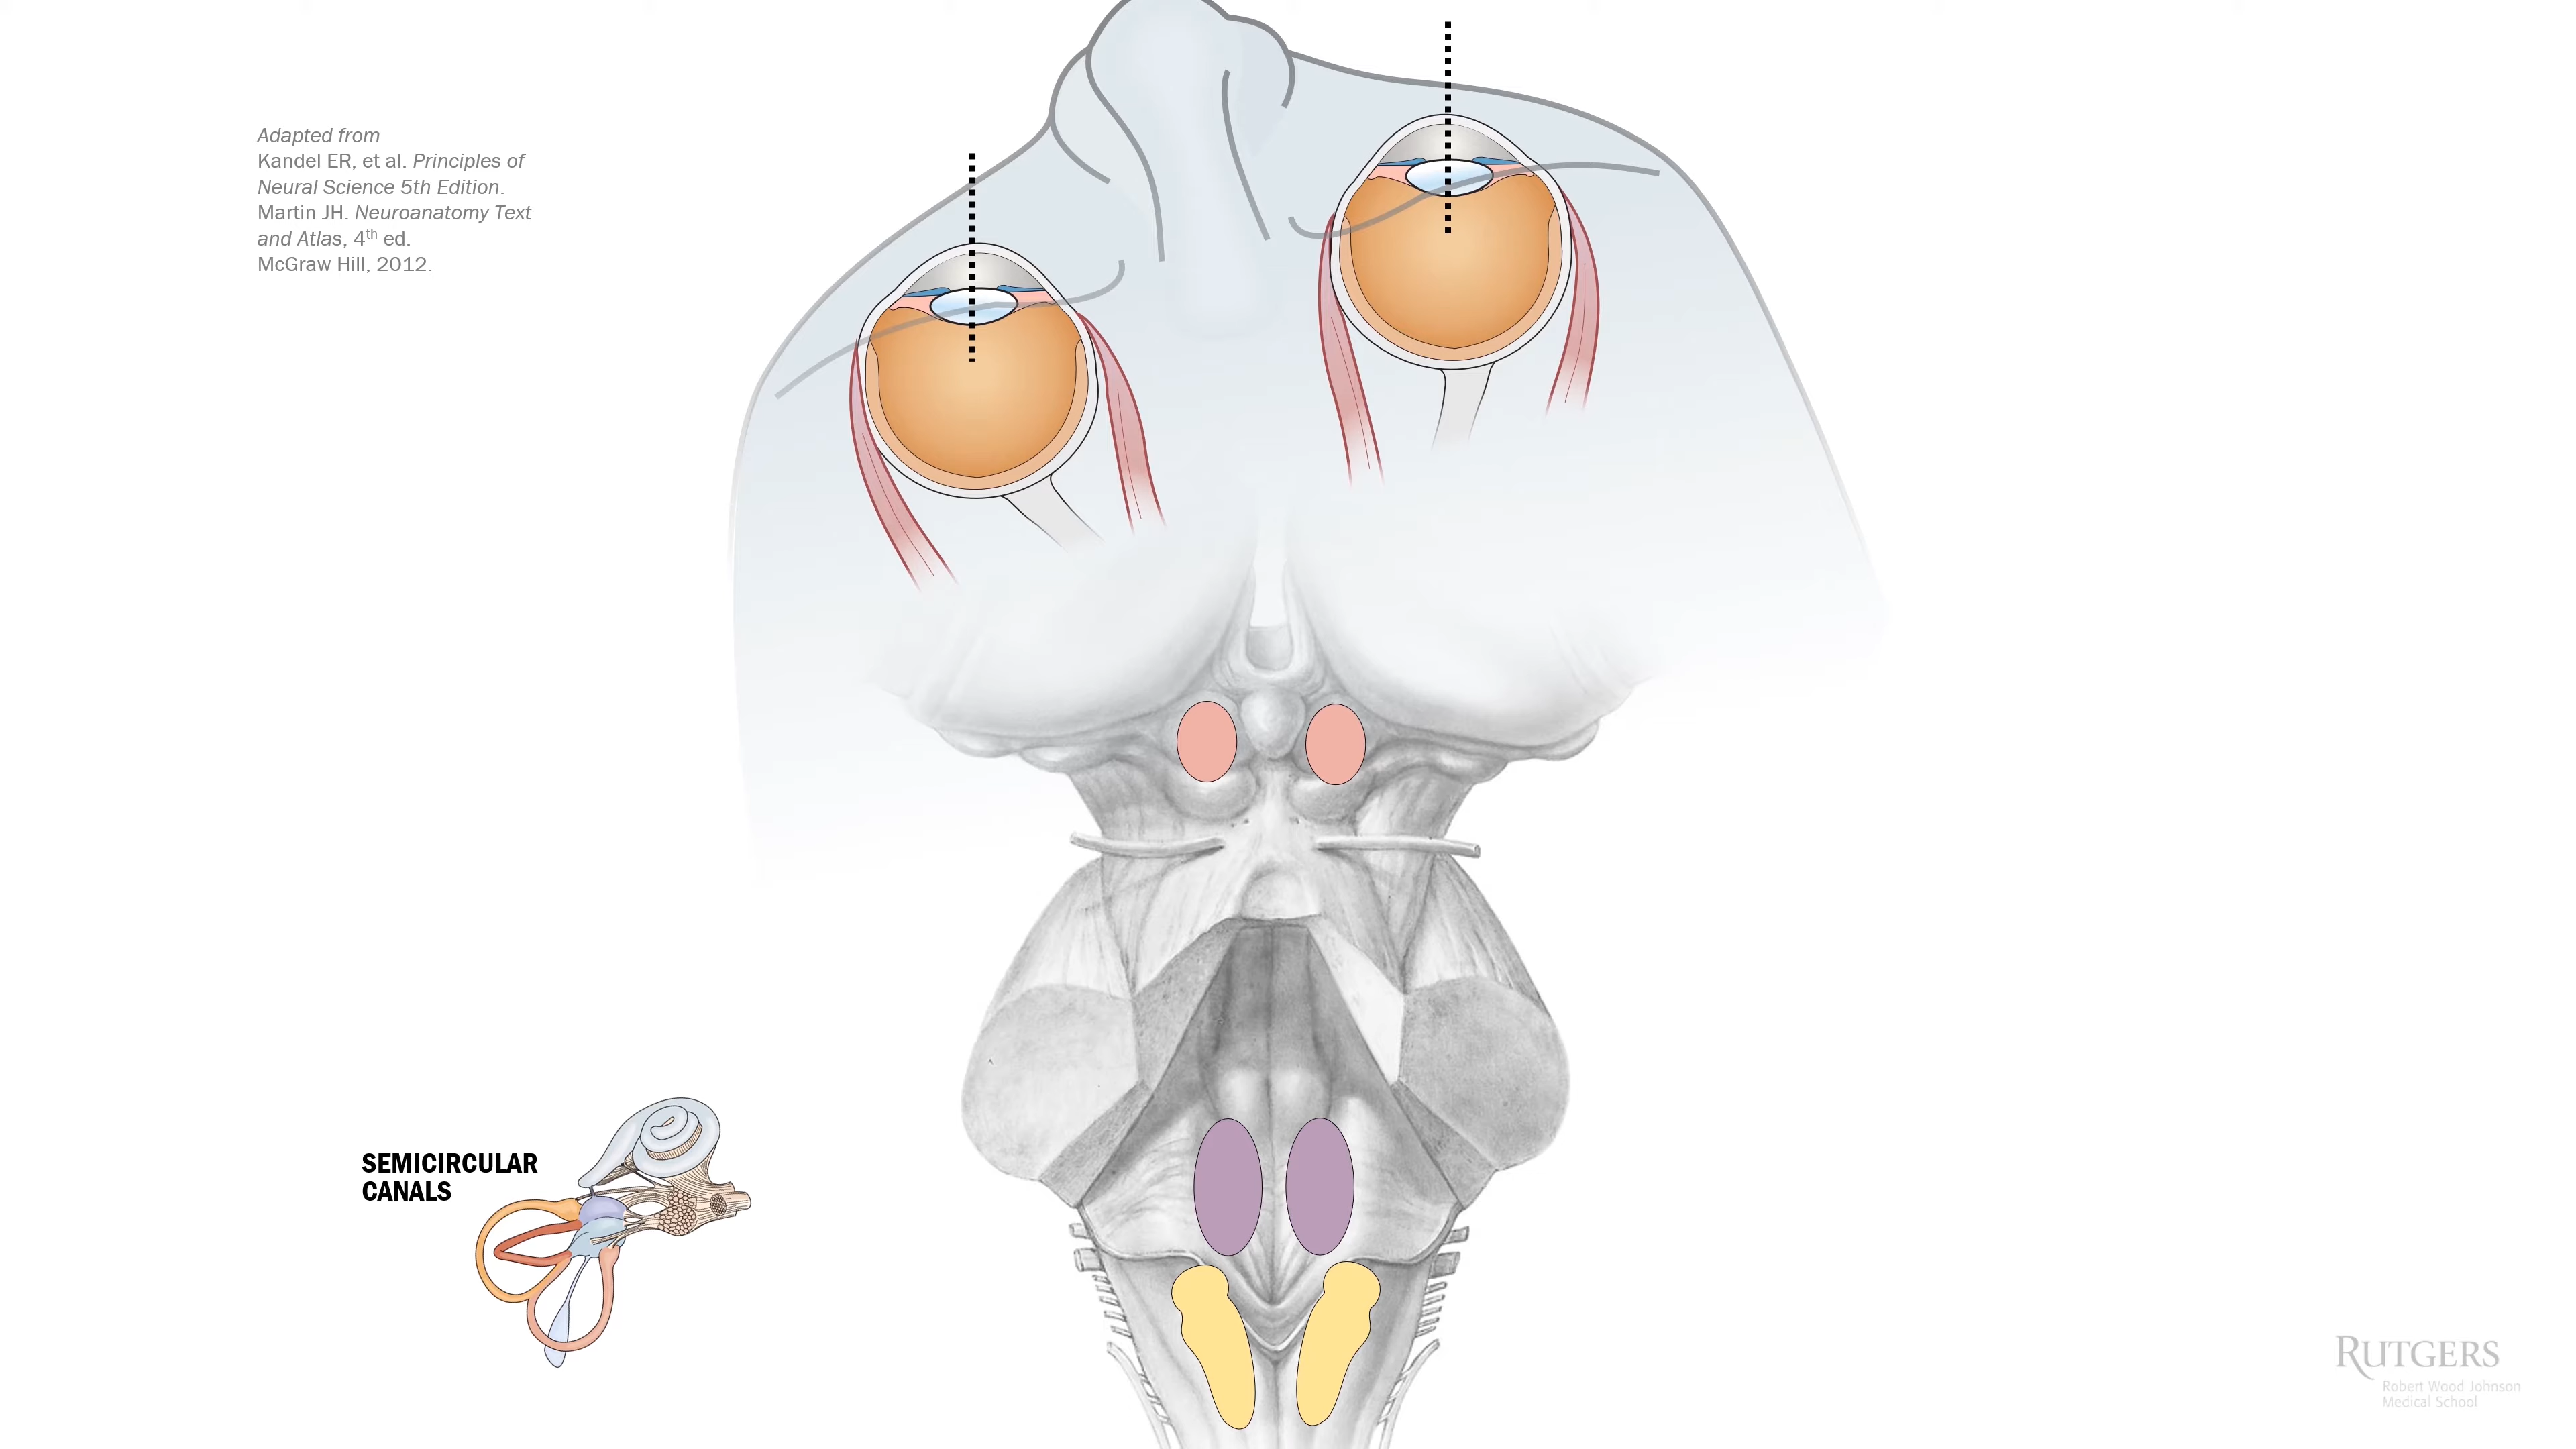 Adapted from
Kandel ER, et al. Principles of
Neural Science 5th Edition.
Martin JH. Neuroanatomy Text
and Atlas, 4th ed.
McGraw Hill, 2012.
SEMICIRCULAR
CANALS
RUTGERS
Robert Wood Johnson
Medical School